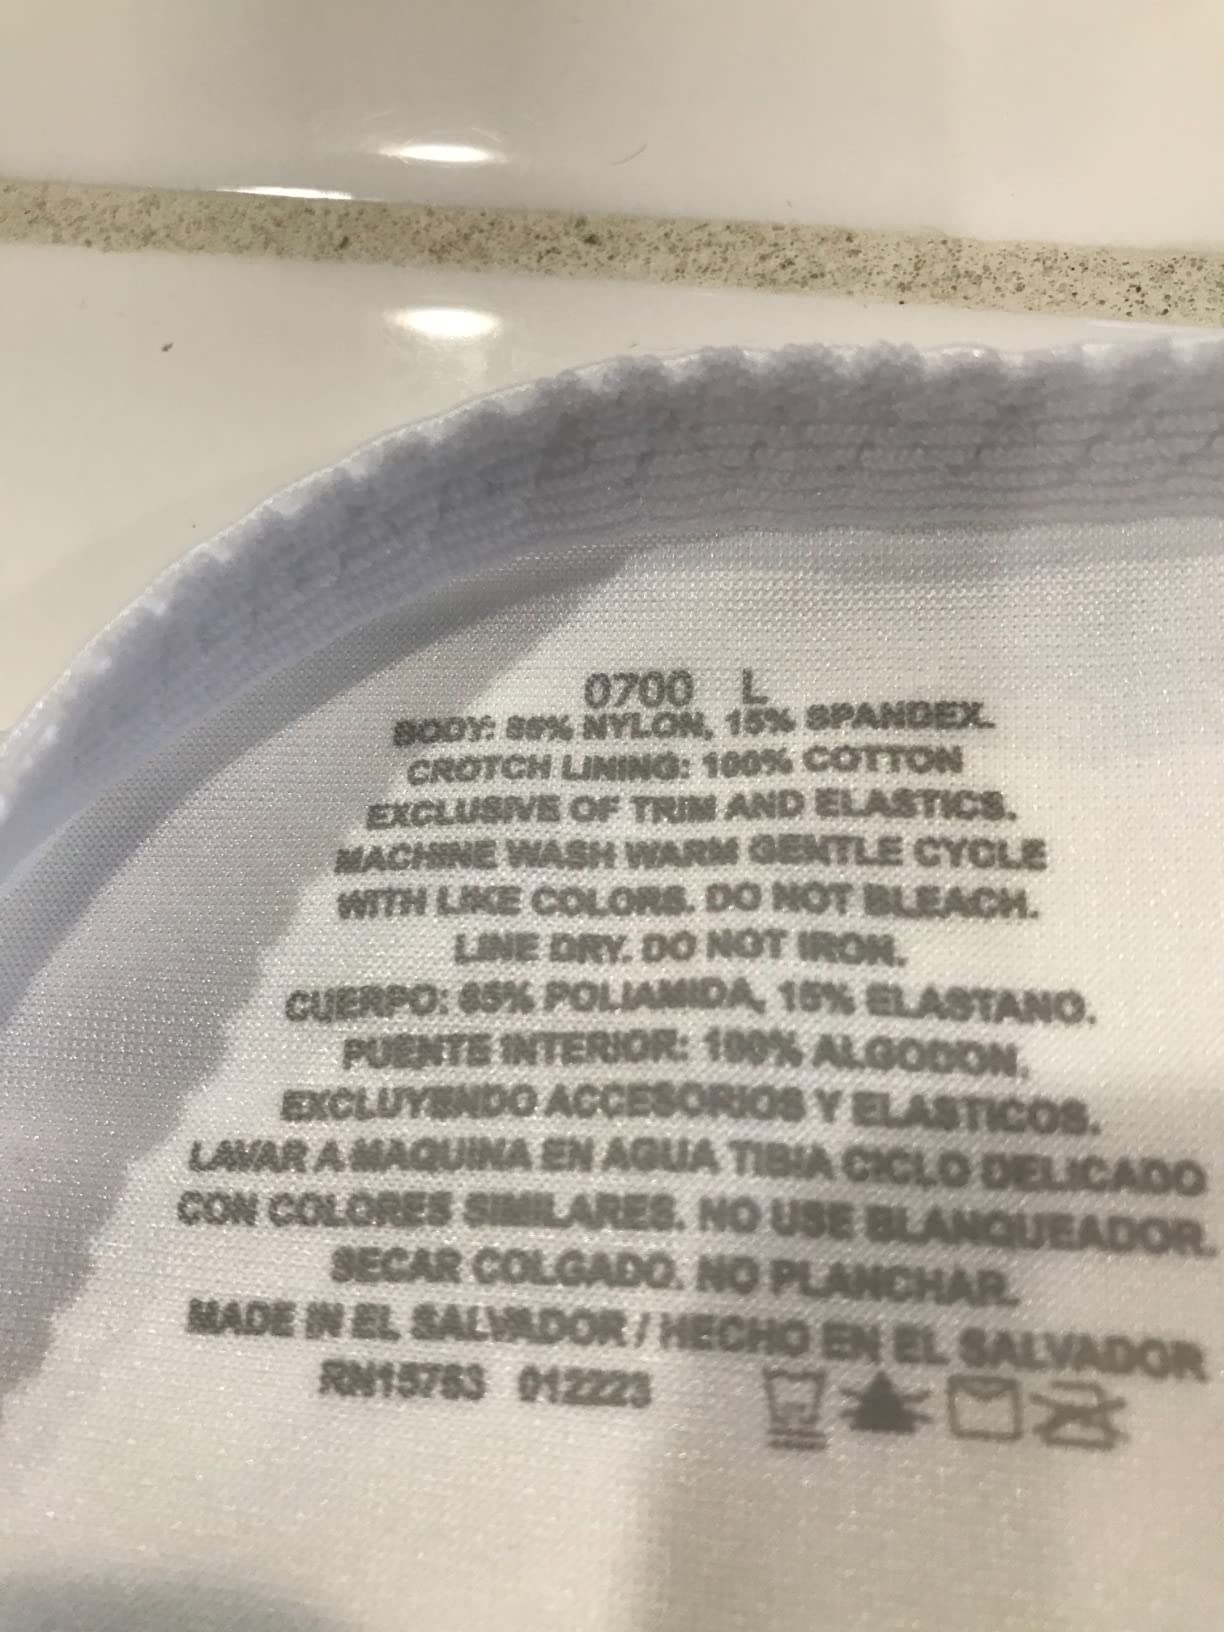 0700 L
BODY: 85% NYLON, 15% SPANDEX.
CROTCH LINING: 100% COTTON
EXCLUSIVE OF TRIM AND ELASTICS.
MACHINE WASH WARM GENTLE CYCLE
WITH LIKE COLORS. DO NOT BLEACH.
LINE DRY. DO NOT IRON.
CUERPO: 85% POLIAMIDA, 15% ELASTANO.
PUENTE INTERIOR: 100% ALGODON.
EXCLUYENDO ACCESORIOS Y ELASTICOS.
LAVAR A MAQUINA EN AGUA TIBIA CICLO DELICADO
CON COLORES SIMILARES. NO USE BLANQUEADOR.
SECAR COLGADO. NO PLANCHAR.
MADE IN EL SALVADOR / HECHO EN EL SALVADOR
RN15763 012223